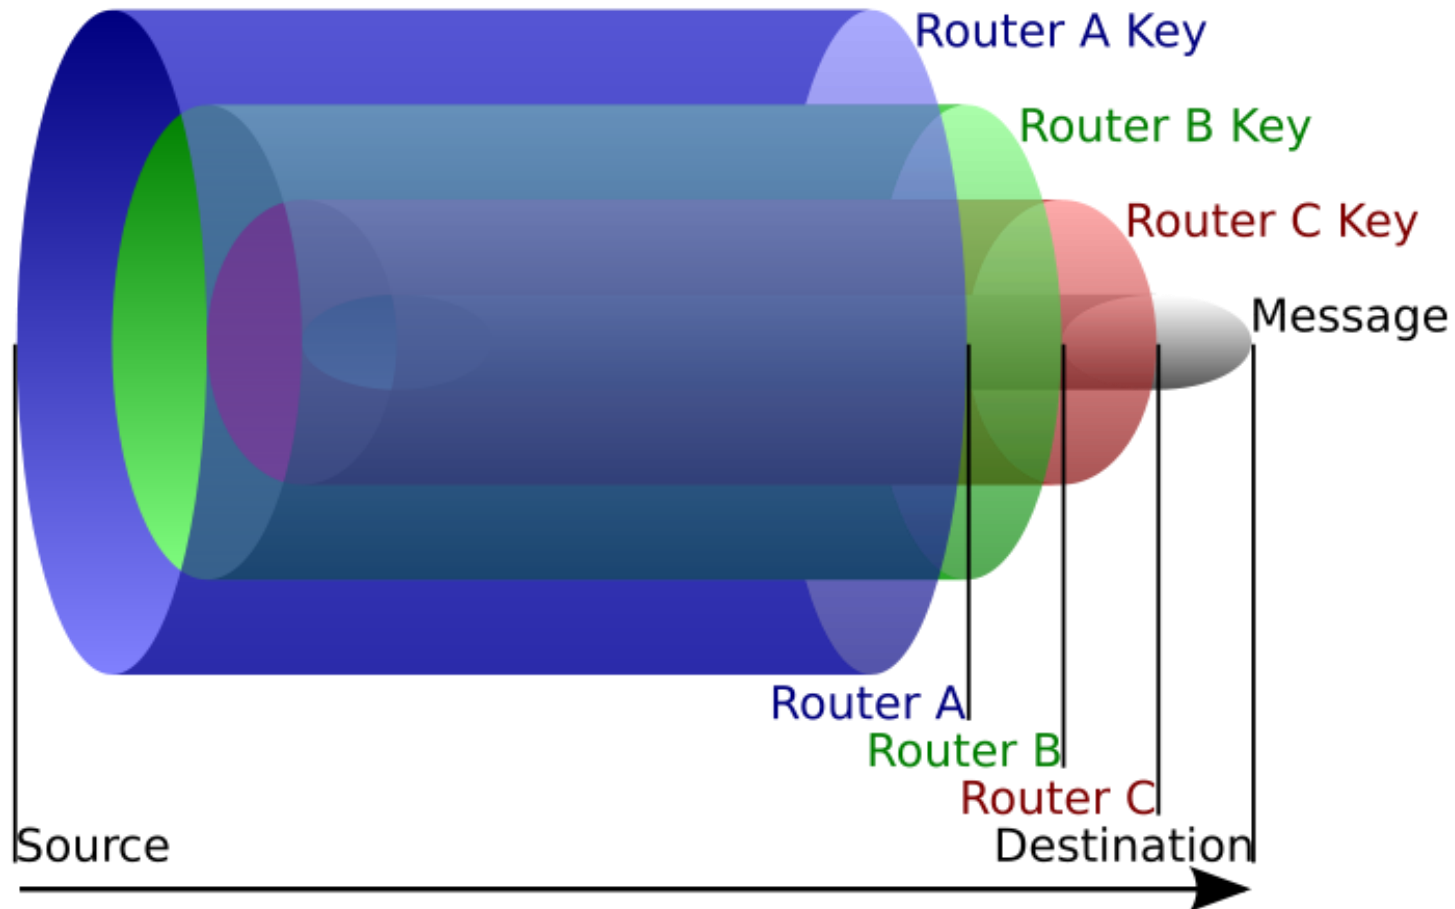 Router A Key
Router B Key
Router C Key
Message
Router A
Router B
Router C
Source
Destination